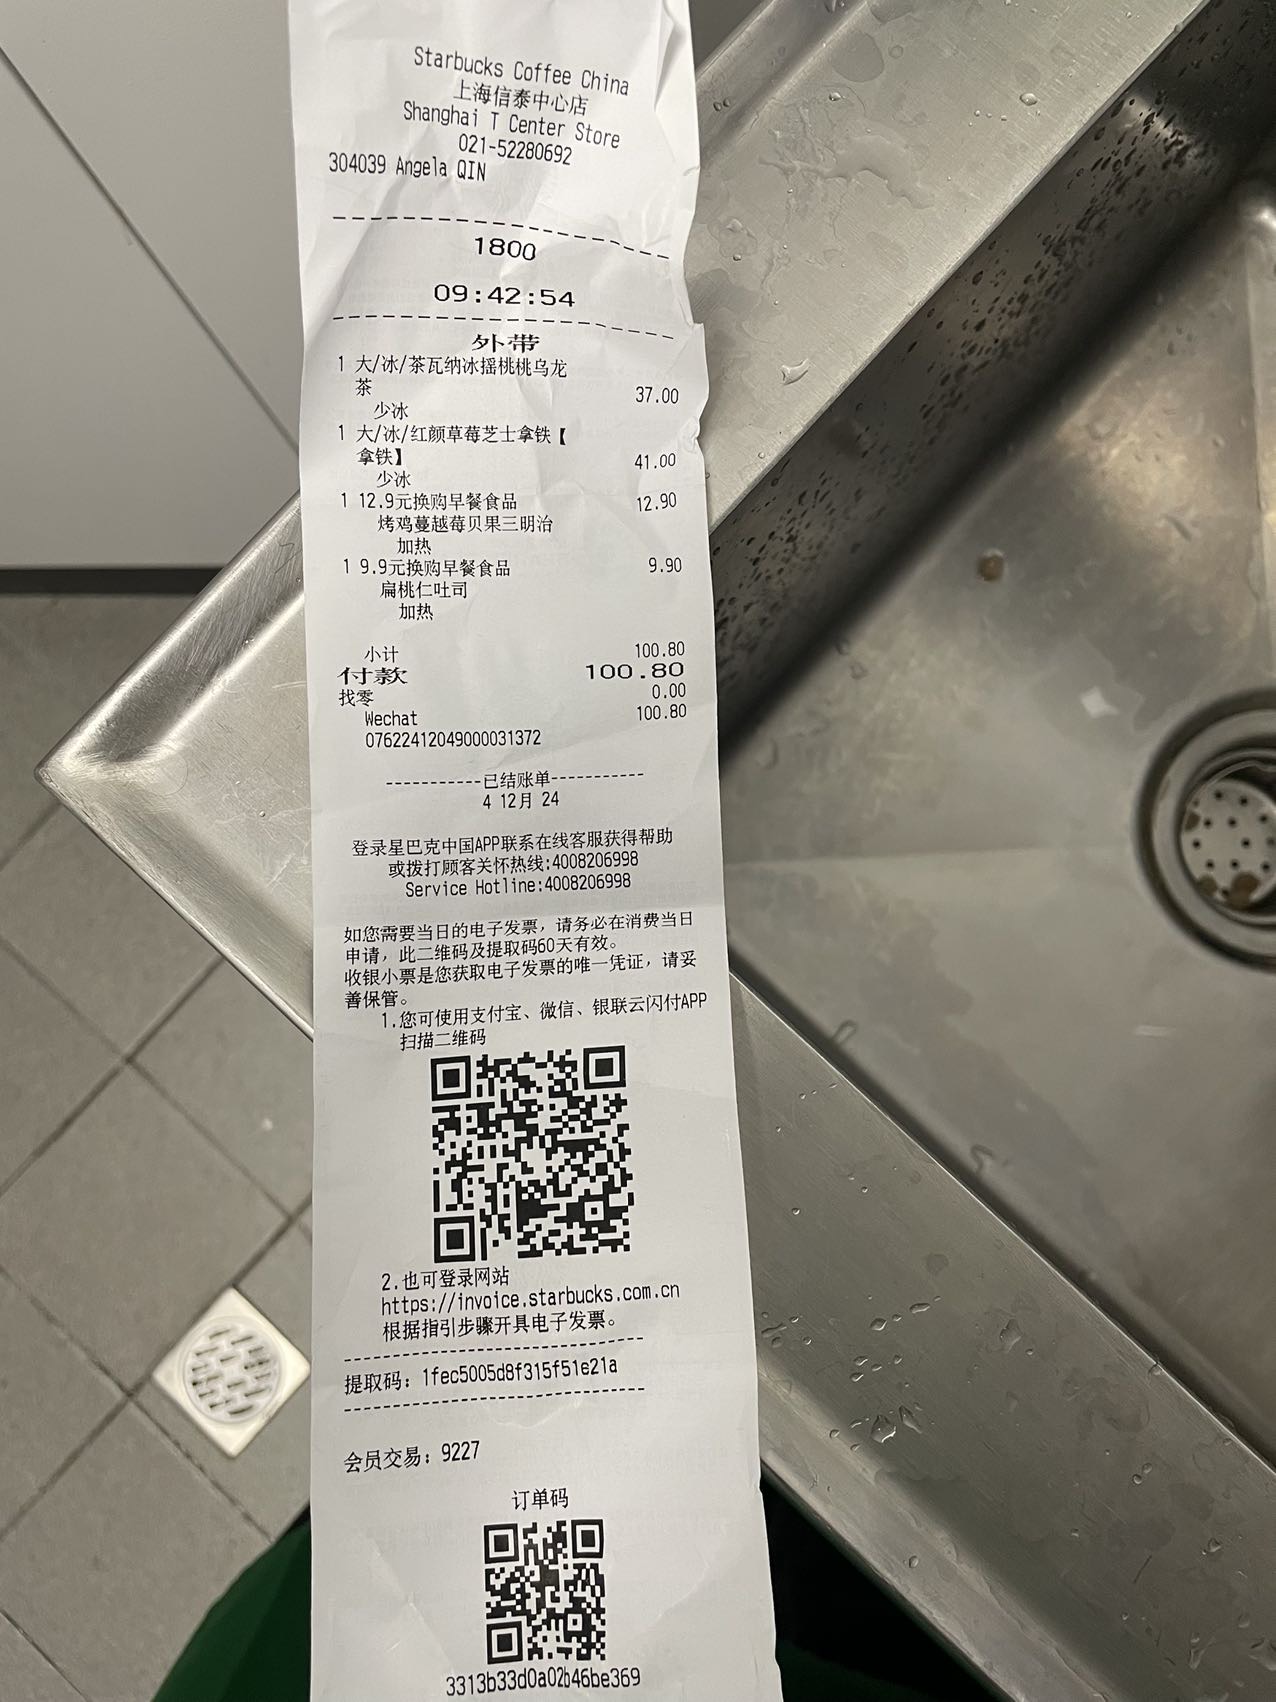 Starbucks Coffee China
上海信泰中心店
Shanghai T Center Store
021-52280692
304039 Angela QIN
1800
09:42:54
外带
1 大/冰/茶瓦纳冰摇桃桃乌龙
茶 37.00
少冰
1 大/冰/红颜草莓芝士拿铁【
拿铁】 41.00
少冰
1 12.9元换购早餐食品 12.90
烤鸡蔓越莓贝果三明治
加热
1 9.9元换购早餐食品 9.90
扁桃仁吐司
加热
小计 100.80
付款 100.80
找零 0.00
Wechat 100.80
07622412049000031372
-----------已结账单-----------
4 12月 24
登录星巴克中国APP联系在线客服获得帮助
或拨打顾客关怀热线:4008206998
Service Hotline:4008206998
如您需要当日的电子发票，请务必在消费当日
申请，此二维码及提取码60天有效。
收银小票是您获取电子发票的唯一凭证，请妥
善保管。
1.您可使用支付宝、微信、银联云闪付APP
扫描二维码
2.也可登录网站
https://invoice.starbucks.com.cn
根据指引步骤开具电子发票。
提取码：1fec5005d8f315f51e21a
会员交易：9227
订单码
3313b33d0a02b46be369